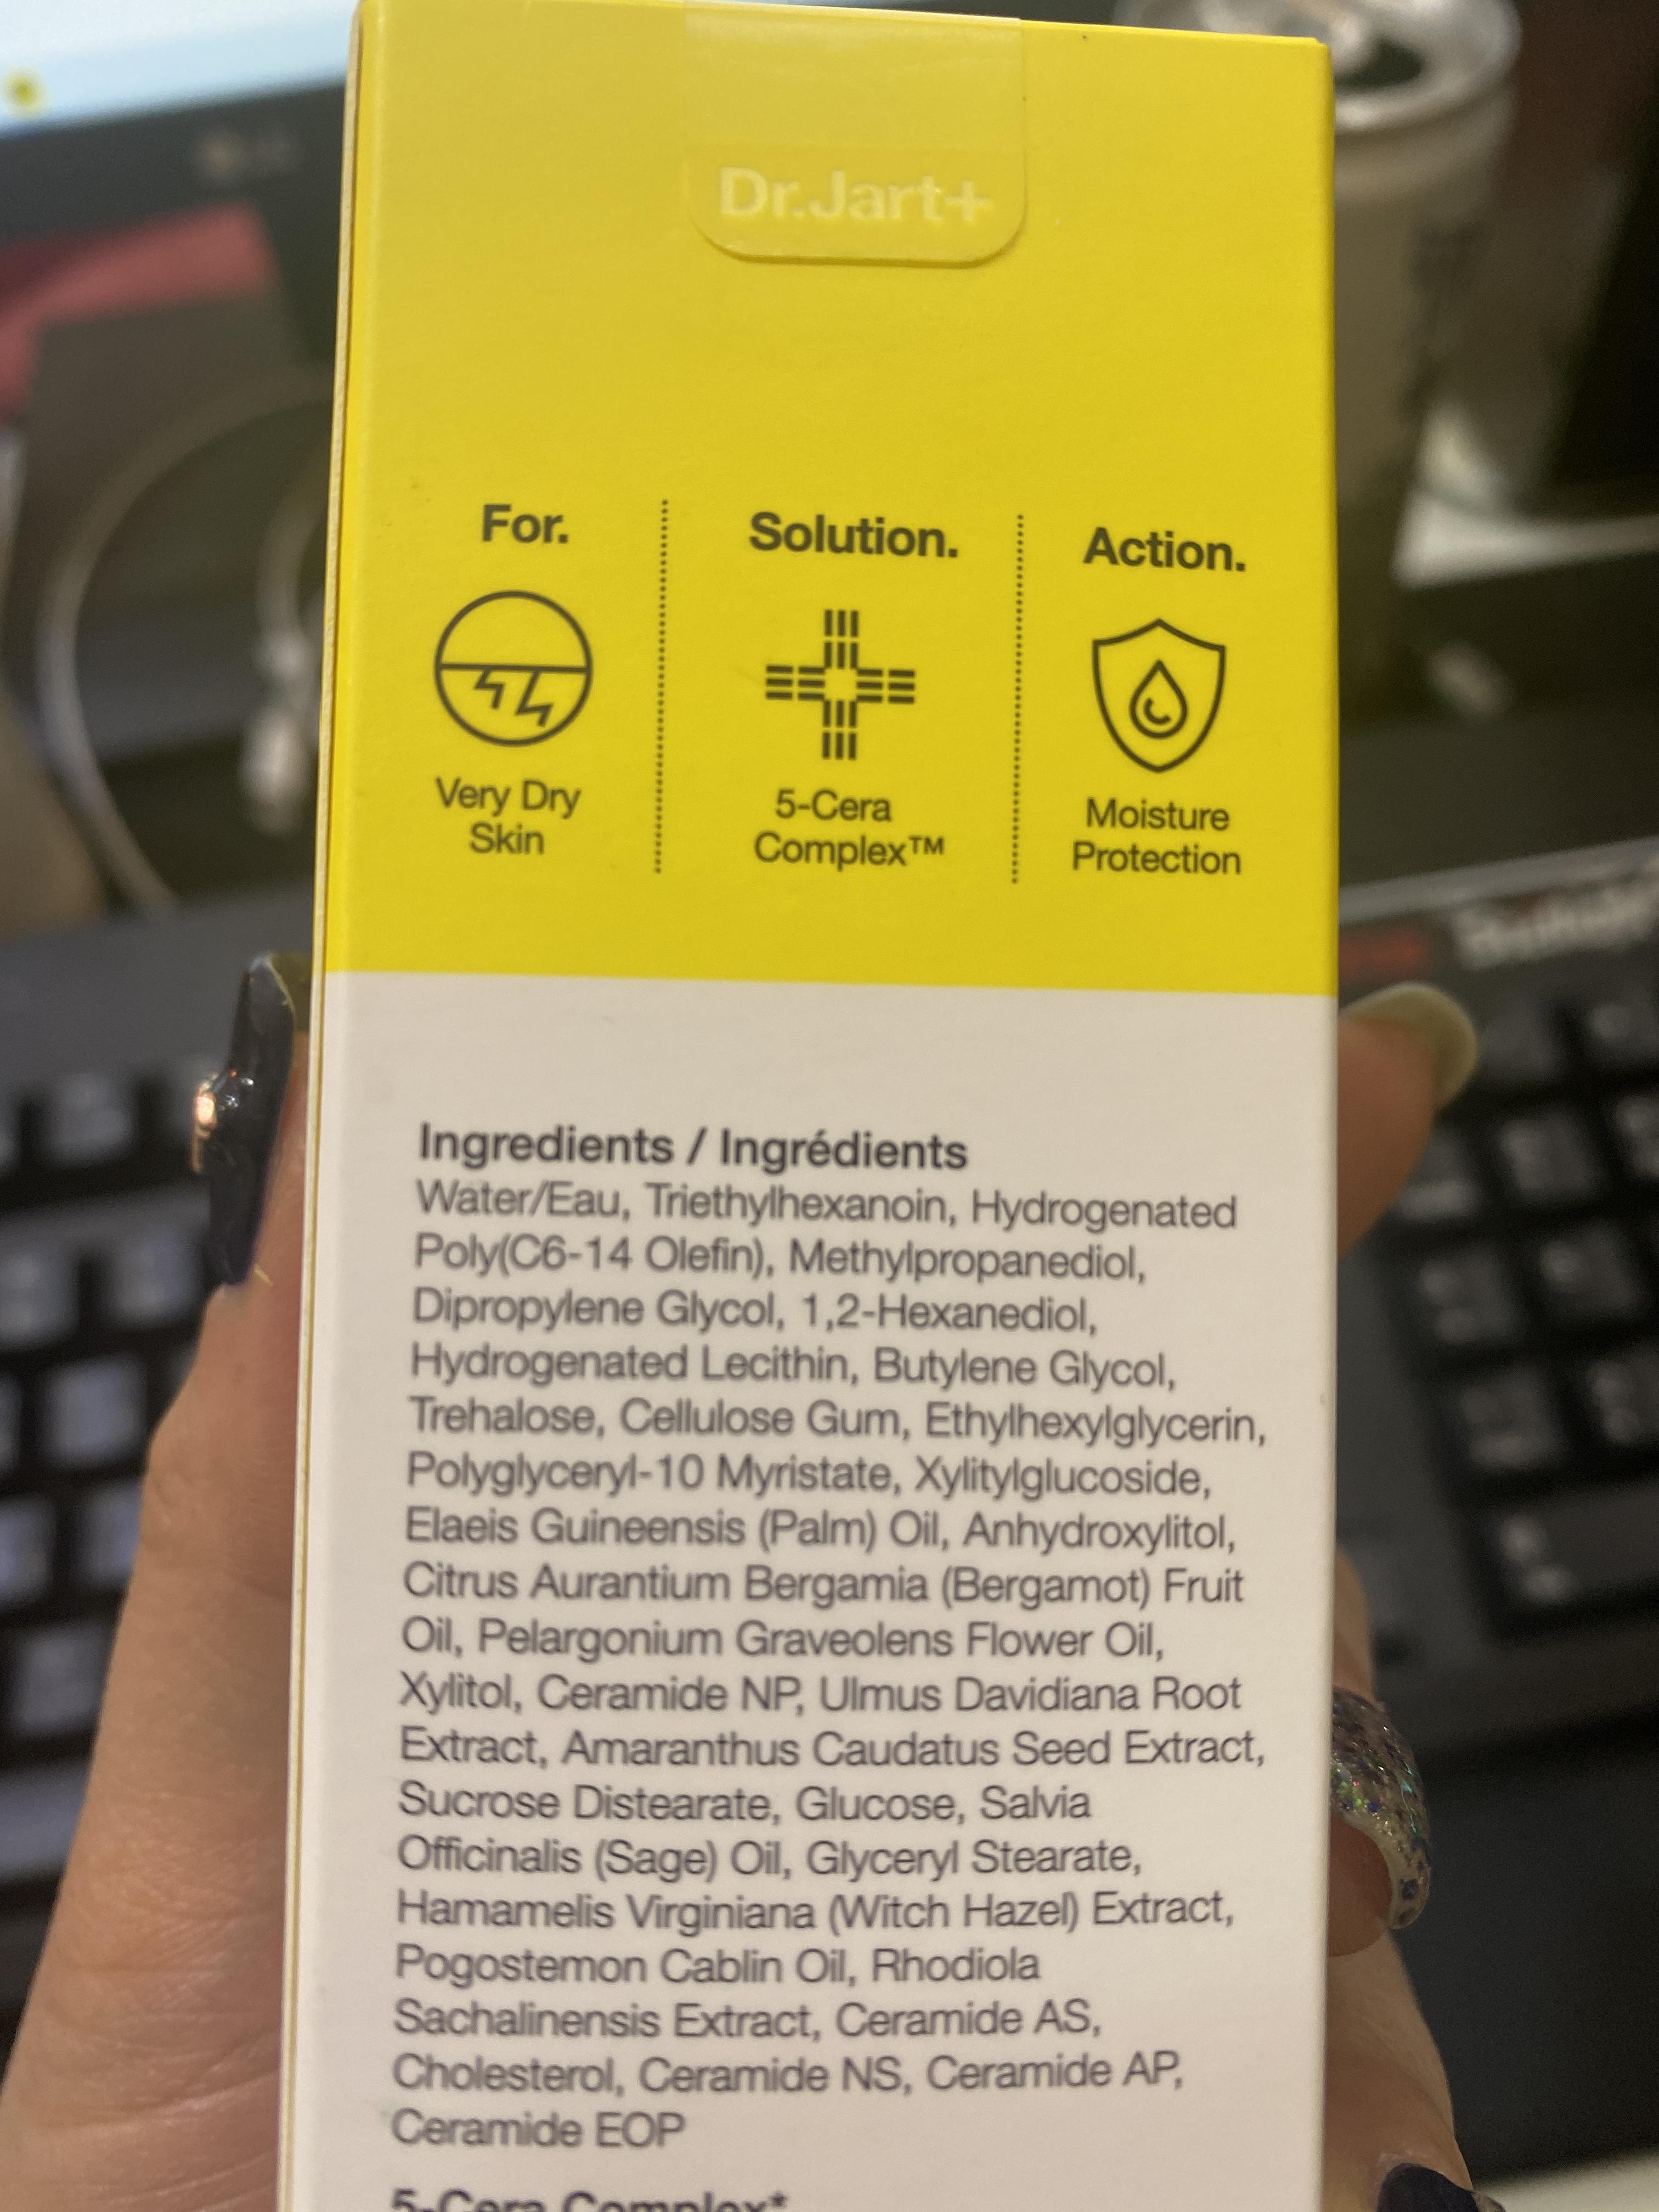 Dr.Jart+
For.
Very Dry
Skin
Solution.
5-Cera
Complex™
Action.
Moisture
Protection
Ingredients / Ingrédients
Water/Eau, Triethylhexanoin, Hydrogenated
Poly(C6-14 Olefin), Methylpropanediol,
Dipropylene Glycol, 1,2-Hexanediol,
Hydrogenated Lecithin, Butylene Glycol,
Trehalose, Cellulose Gum, Ethylhexylglycerin,
Polyglyceryl-10 Myristate, Xylitylglucoside,
Elaeis Guineensis (Palm) Oil, Anhydroxylitol,
Citrus Aurantium Bergamia (Bergamot) Fruit
Oil, Pelargonium Graveolens Flower Oil,
Xylitol, Ceramide NP, Ulmus Davidiana Root
Extract, Amaranthus Caudatus Seed Extract,
Sucrose Distearate, Glucose, Salvia
Officinalis (Sage) Oil, Glyceryl Stearate,
Hamamelis Virginiana (Witch Hazel) Extract,
Pogostemon Cablin Oil, Rhodiola
Sachalinensis Extract, Ceramide AS,
Cholesterol, Ceramide NS, Ceramide AP,
Ceramide EOP
5-Cera Complex*